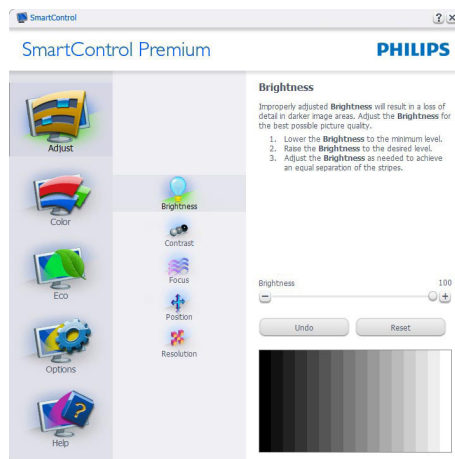 SmartControl
SmartControl Premium
PHILIPS
Adjust
Color
Eco
Options
Help
Brightness
Contrast
Focus
Position
Resolution
Brightness
Improperly adjusted Brightness will result in a loss of
detail in darker image areas. Adjust the Brightness for
the best possible picture quality.
1. Lower the Brightness to the minimum level.
2. Raise the Brightness to the desired level.
3. Adjust the Brightness as needed to achieve
an equal separation of the stripes.
Brightness 100
Undo Reset